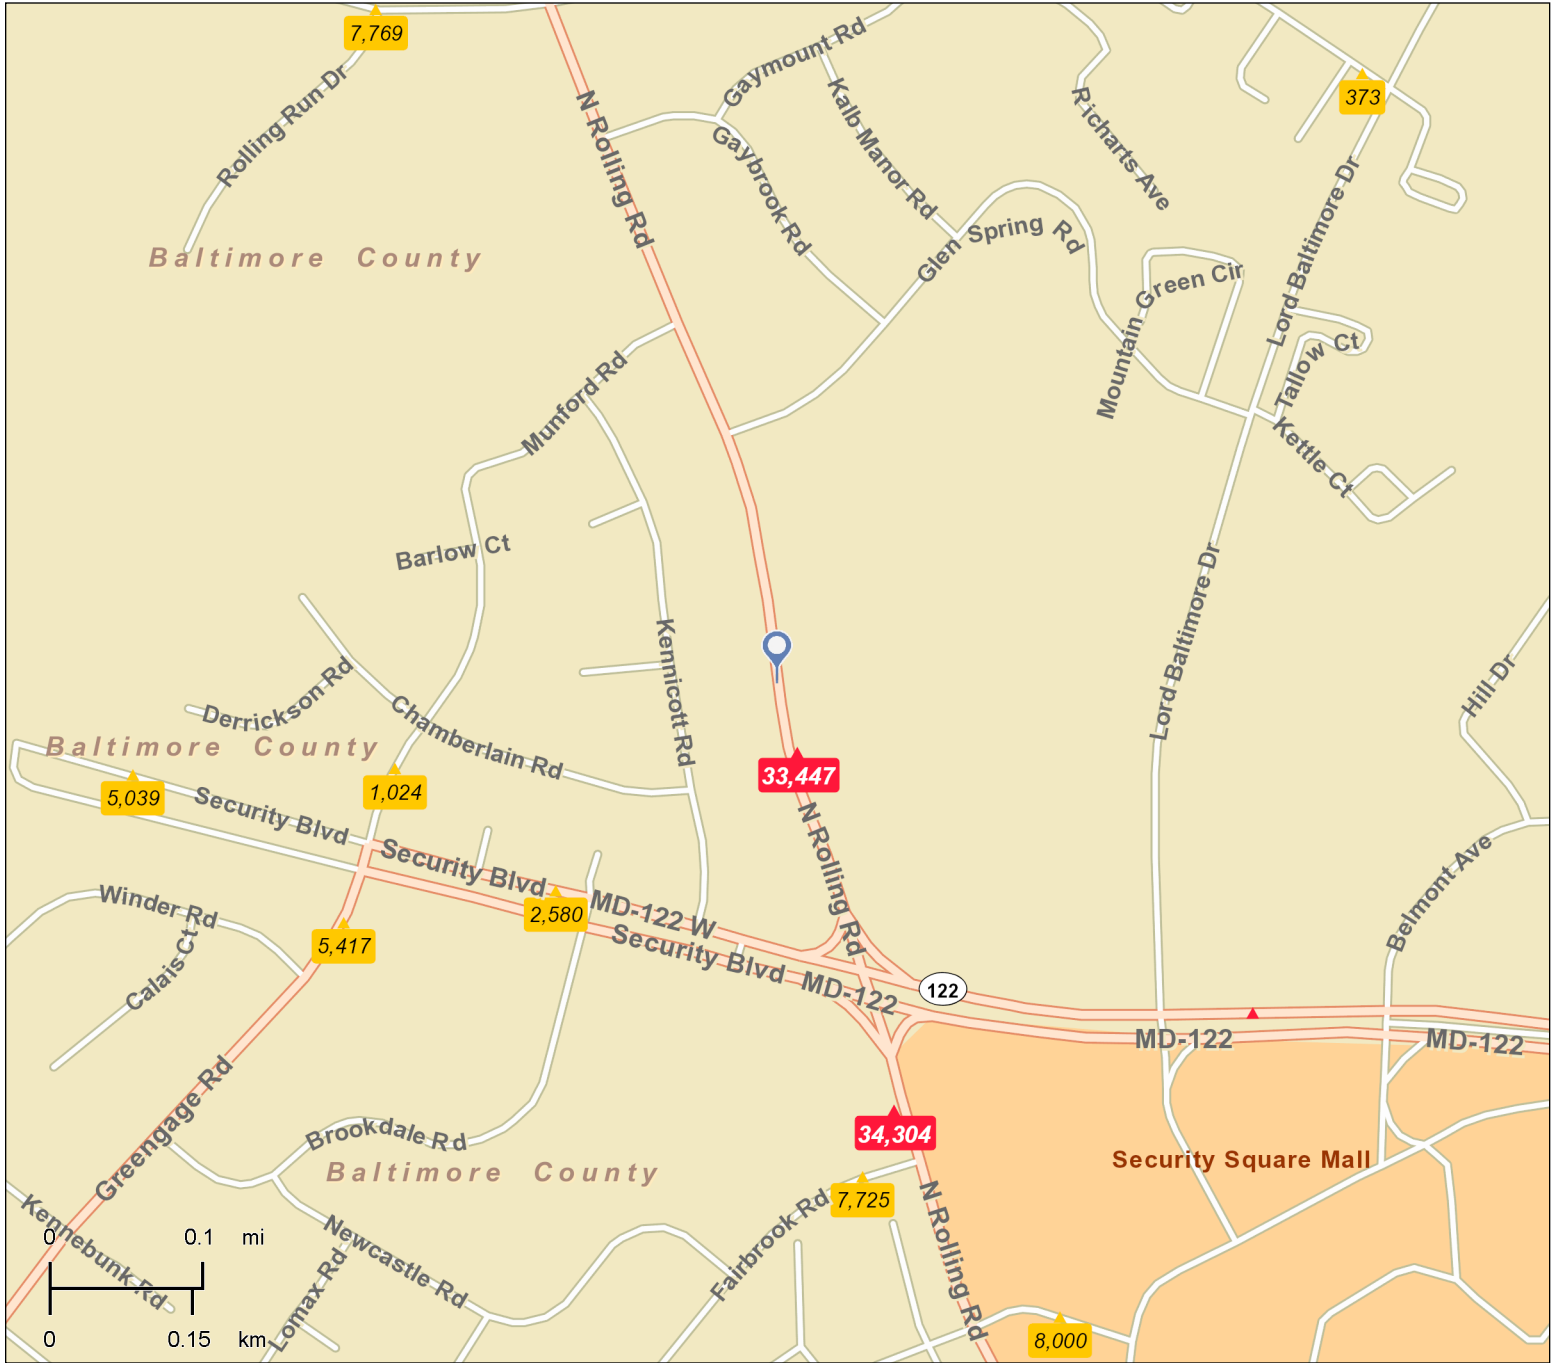 7,769
Rolling Run Dr
N Rolling Rd
Gaymount Rd
Kalb Manor Rd
Gaybrook Rd
Richarts Ave
373
Lord Baltimore Dr
Glen Spring Rd
Baltimore County
Mountain Green Cir
Tallow Ct
Kettle Ct
Munford Rd
Barlow Ct
Kennicott Rd
Lord Baltimore Dr
Hill Dr
Derrickson Rd
Chamberlain Rd
Baltimore County
33,447
5,039
1,024
Security Blvd
Security Blvd
N Rolling Rd
Belmont Ave
Winder Rd
2,580
MD-122 W
5,417
Calais Ct
Security Blvd
MD-122
122
MD-122
MD-122
Greengage Rd
Brookdale Rd
34,304
Baltimore County
Security Square Mall
7,725
Fairbrook Rd
N Rolling Rd
Kennebunk Rd
Newcastle Rd
Lomax Rd
0 0.1 mi
0 0.15 km
8,000